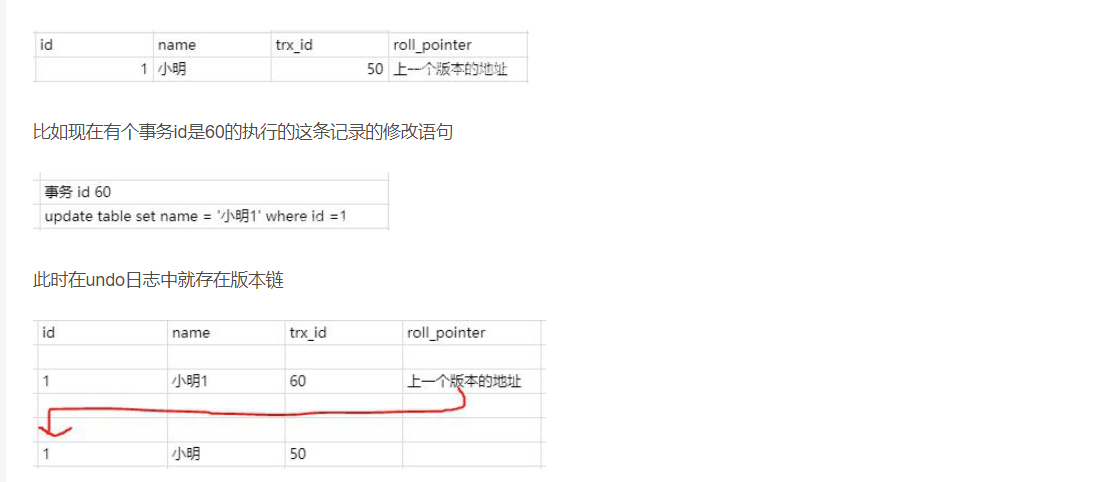 id name trx_id roll_pointer
1 小明 50 上一个版本的地址
比如现在有个事务id是60的执行的这条记录的修改语句
事务 id 60
update table set name = '小明1' where id =1
此时在undo日志中就存在版本链
id name trx_id roll_pointer
1 小明1 60 上一个版本的地址
1 小明 50